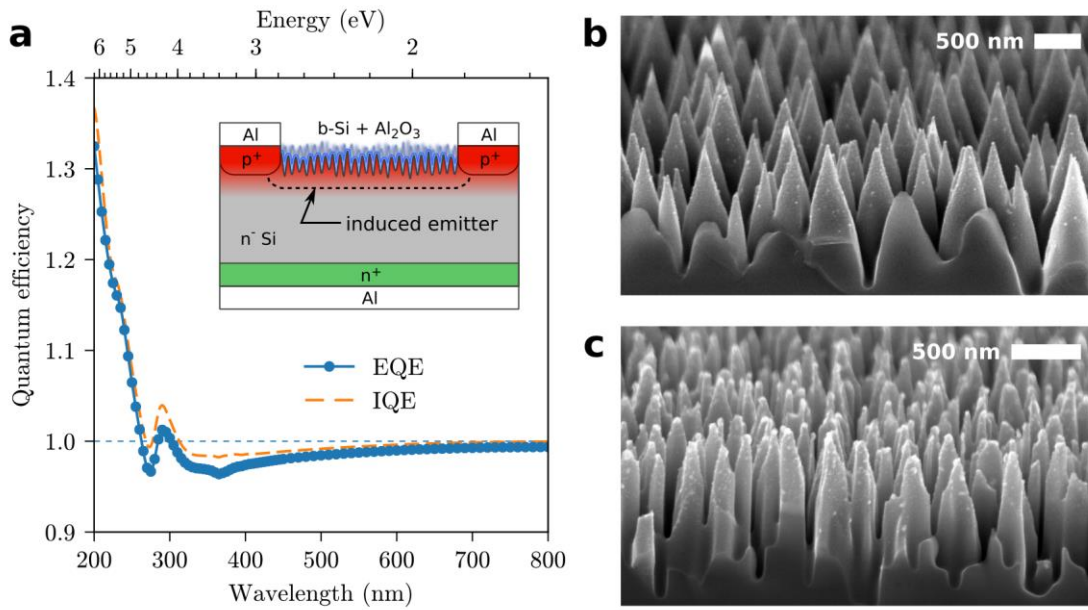 a
Energy (eV)
6 5 4 3 2
1.4
1.3
1.2
1.1
1.0
0.9
Quantum efficiency
Al
b-Si + Al₂O₃
Al
p⁺
p⁺
induced emitter
n⁻ Si
n⁺
Al
EQE
IQE
200 300 400 500 600 700 800
Wavelength (nm)
b
500 nm
c
500 nm